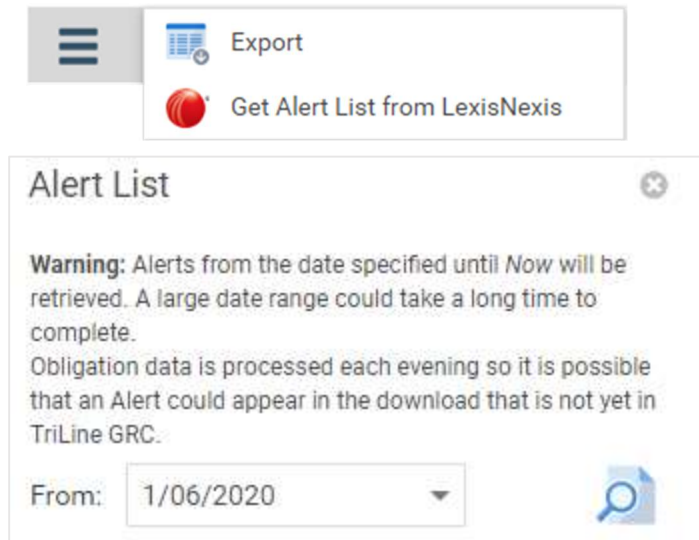 Export
Get Alert List from LexisNexis
Alert List
Warning: Alerts from the date specified until Now will be
retrieved. A large date range could take a long time to
complete.
Obligation data is processed each evening so it is possible
that an Alert could appear in the download that is not yet in
TriLine GRC.
From: 1/06/2020